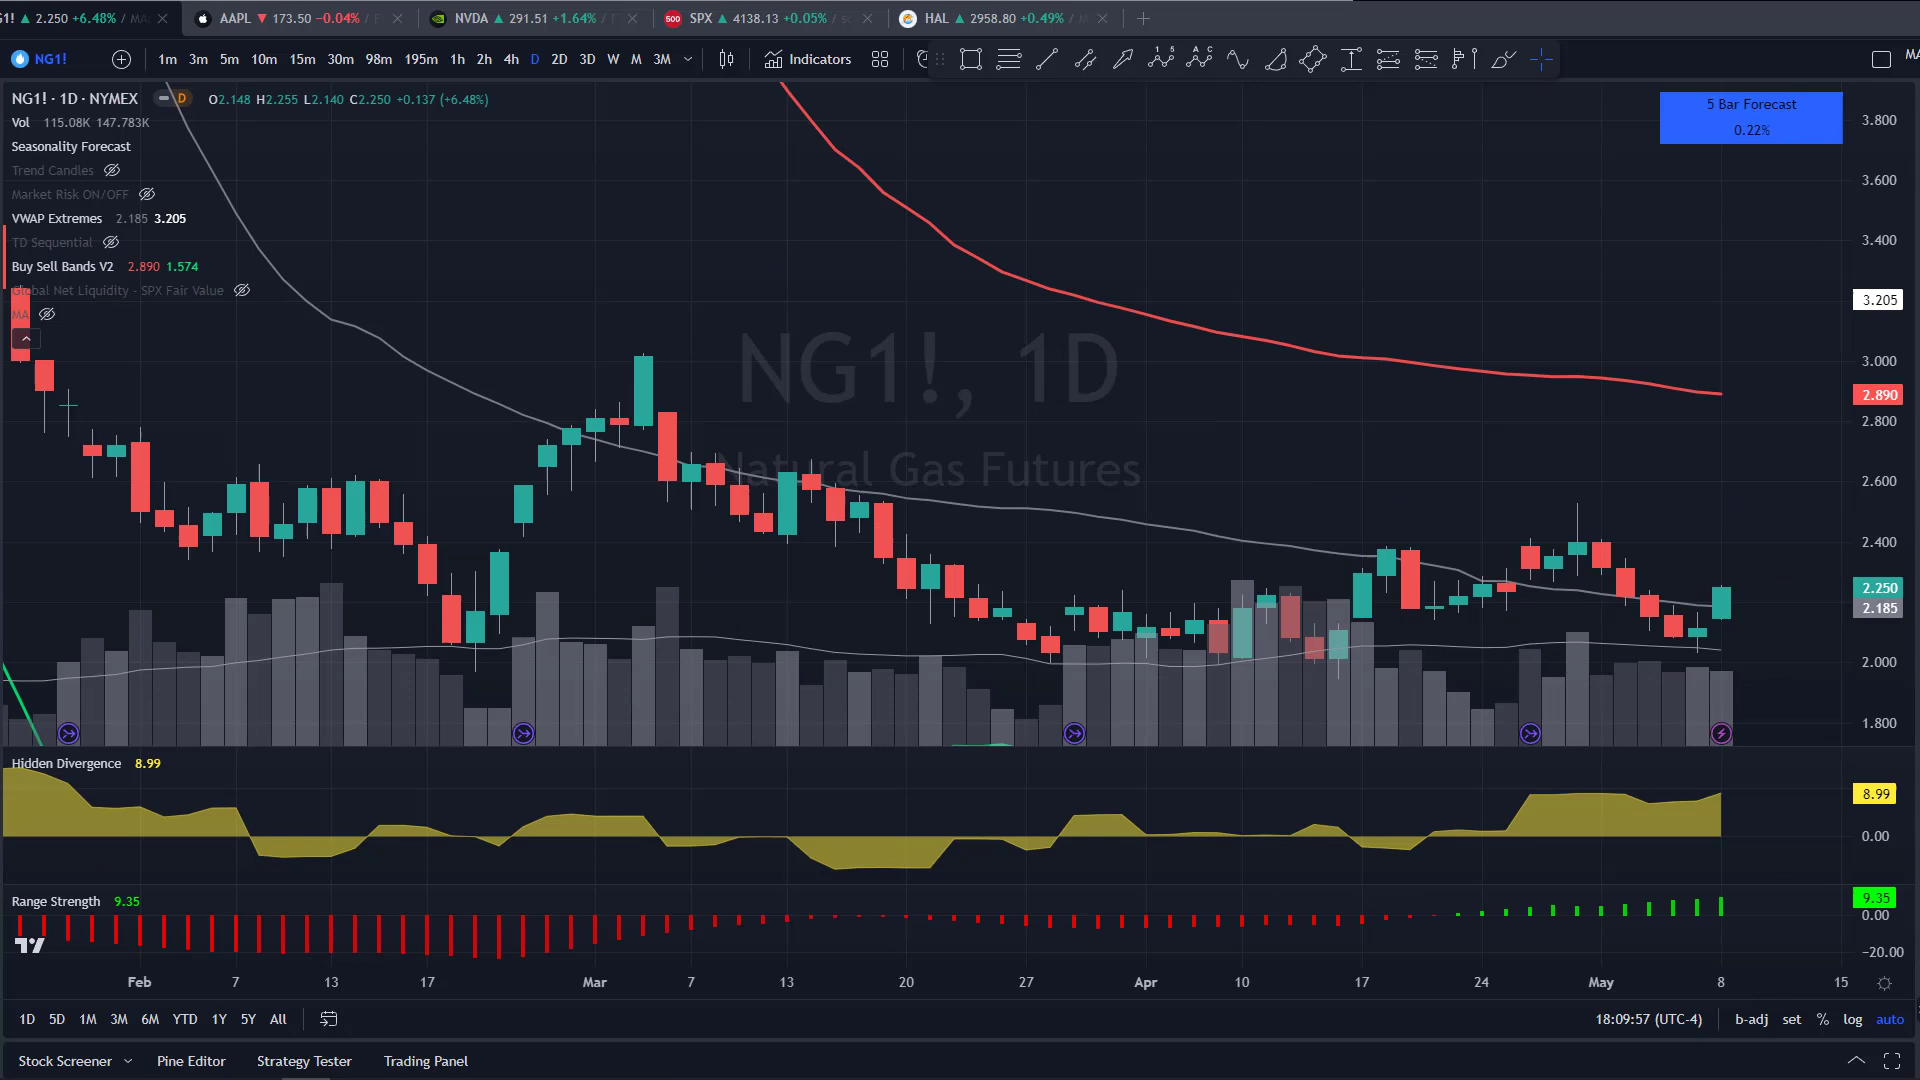 G1! ▲ 2.250 +6.48% / MA
AAPL ▼ 173.50 −0.04% / F
NVDA ▲ 291.51 +1.64% / F
500 SPX ▲ 4138.13 +0.05% / sc
HAL ▲ 2958.80 +0.49% / M
NG1! 1m 3m 5m 10m 15m 30m 98m 195m 1h 2h 4h D 2D 3D W M 3M Indicators
1 5 A C
MA
NG1! · 1D · NYMEX D O2.148 H2.255 L2.140 C2.250 +0.137 (+6.48%)
Vol 115.08K 147.783K
Seasonality Forecast
Trend Candles
Market Risk ON/OFF
VWAP Extremes 2.185 3.205
TD Sequential
Buy Sell Bands V2 2.890 1.574
Global Net Liquidity - SPX Fair Value
MA
5 Bar Forecast
0.22%
NG1!, 1D
Natural Gas Futures
3.800
3.600
3.400
3.205
3.000
2.890
2.800
2.600
2.400
2.250
2.185
2.000
1.800
Hidden Divergence 8.99
8.99
0.00
Range Strength 9.35
9.35
0.00
−20.00
Feb 7 13 17 Mar 7 13 20 27 Apr 10 17 24 May 8 15
1D 5D 1M 3M 6M YTD 1Y 5Y All
18:09:57 (UTC-4) b-adj set % log auto
Stock Screener Pine Editor Strategy Tester Trading Panel